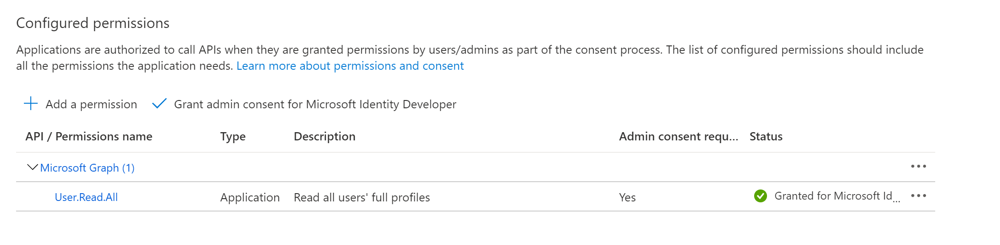 Configured permissions
Applications are authorized to call APIs when they are granted permissions by users/admins as part of the consent process. The list of configured permissions should include
all the permissions the application needs. Learn more about permissions and consent
Add a permission Grant admin consent for Microsoft Identity Developer
API / Permissions name Type Description Admin consent requ... Status
Microsoft Graph (1)
User.Read.All Application Read all users' full profiles Yes Granted for Microsoft Id...